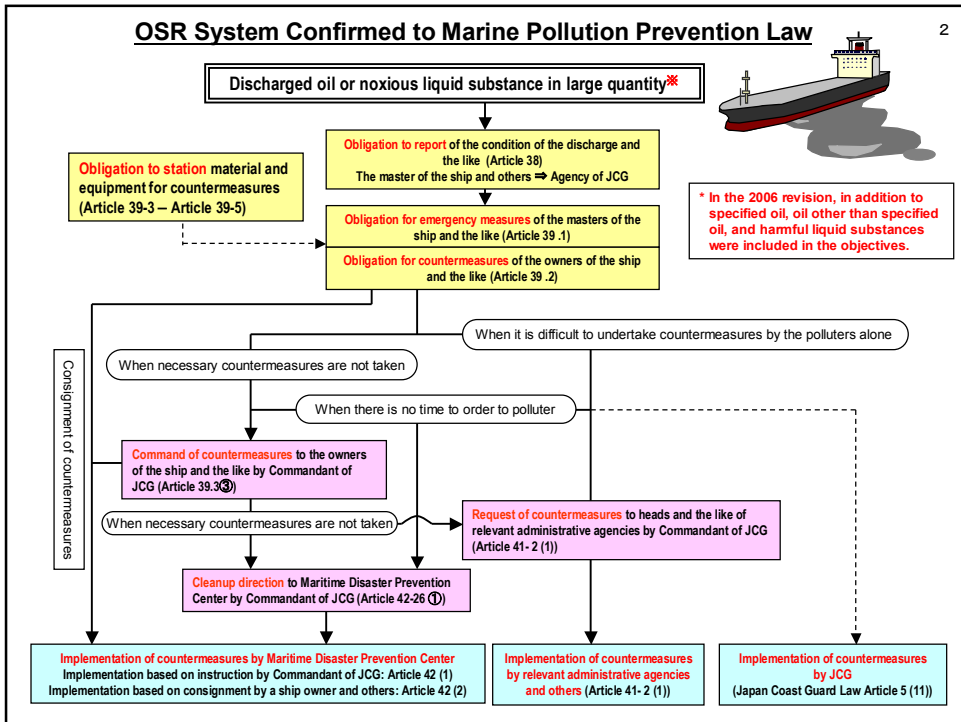 OSR System Confirmed to Marine Pollution Prevention Law
2
Discharged oil or noxious liquid substance in large quantity※
Obligation to report of the condition of the discharge and
the like (Article 38)
The master of the ship and others ⇒ Agency of JCG
Obligation to station material and
equipment for countermeasures
(Article 39-3 – Article 39-5)
* In the 2006 revision, in addition
to specified oil, oil other than specified
oil, and harmful liquid substances
were included in the objectives.
Obligation for emergency measures of the masters of the
ship and the like (Article 39 .1)
Obligation for countermeasures of the owners of the ship
and the like (Article 39 .2)
When it is difficult to undertake countermeasures by the polluters alone
When necessary countermeasures are not taken
Consignment of countermeasures
When there is no time to order to polluter
Command of countermeasures to the owners
of the ship and the like by Commandant of
JCG (Article 39.3③)
When necessary countermeasures are not taken
Request of countermeasures to heads and the like of
relevant administrative agencies by Commandant of JCG
(Article 41- 2 (1))
Cleanup direction to Maritime Disaster Prevention
Center by Commandant of JCG (Article 42-26 ①)
Implementation of countermeasures by Maritime Disaster Prevention Center
Implementation based on instruction by Commandant of JCG: Article 42 (1)
Implementation based on consignment by a ship owner and others: Article 42 (2)
Implementation of countermeasures
by relevant administrative agencies
and others (Article 41- 2 (1))
Implementation of countermeasures
by JCG
(Japan Coast Guard Law Article 5 (11))